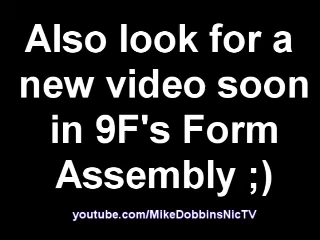 Also look for a
new video soon
in 9F's Form
Assembly ;)
youtube.com/MikeDobbinsNicTV